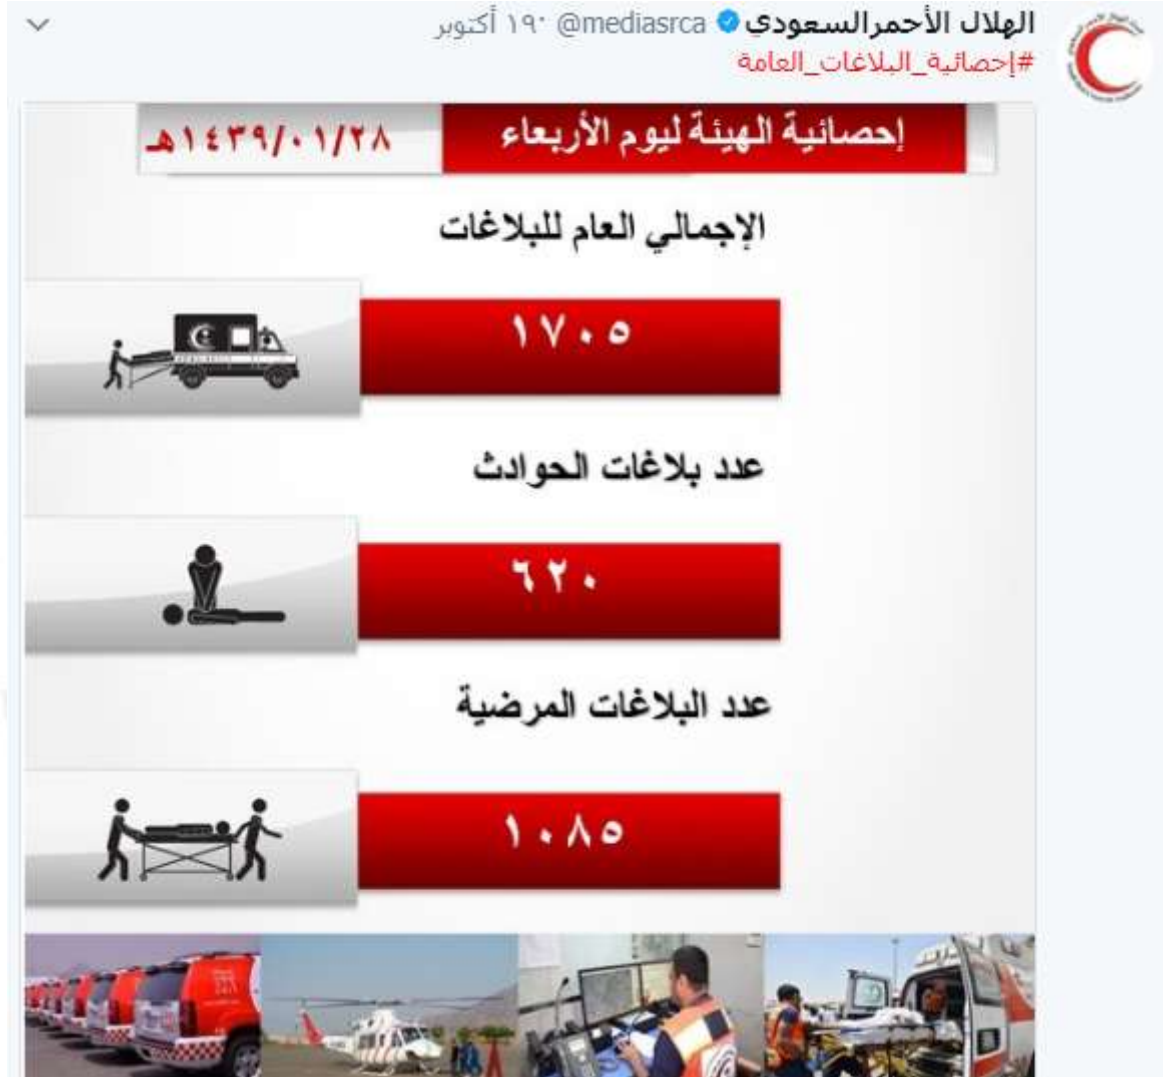 الهلال الأحمرالسعودي @mediasrca · ١٩ أكتوبر
#إحصائية_البلاغات_العامة
إحصائية الهيئة ليوم الأربعاء ١٤٣٩/٠١/٢٨هـ
الإجمالي العام للبلاغات
١٧٠٥
عدد بلاغات الحوادث
٦٢٠
عدد البلاغات المرضية
١٠٨٥